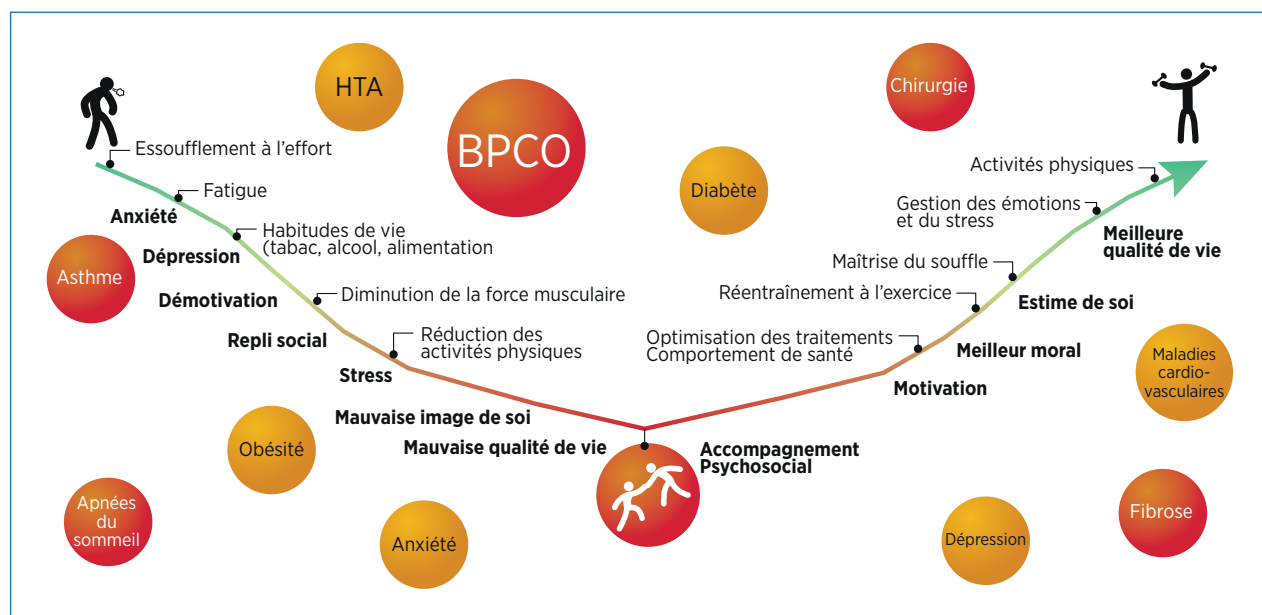 HTA
BPCO
Chirurgie
Diabète
Asthme
Essoufflement à l'effort
Fatigue
Anxiété
Habitudes de vie
(tabac, alcool, alimentation
Dépression
Démotivation
Diminution de la force musculaire
Repli social
Réduction des
activités physiques
Stress
Mauvaise image de soi
Mauvaise qualité de vie
Accompagnement
Psychosocial
Motivation
Optimisation des traitements
Comportement de santé
Meilleur moral
Réentraînement à l'exercice
Estime de soi
Maîtrise du souffle
Meilleure
qualité de vie
Gestion des émotions
et du stress
Activités physiques
Maladies
cardio-
vasculaires
Obésité
Apnées
du
sommeil
Anxiété
Dépression
Fibrose